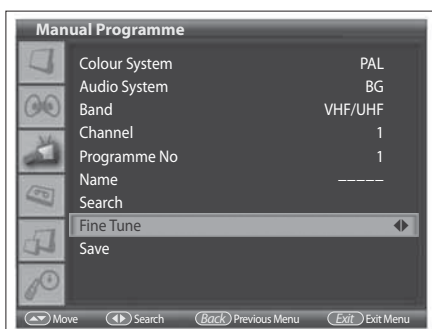 Manual Programme
Colour System PAL
Audio System BG
Band VHF/UHF
Channel 1
Programme No 1
Name –––––
Search
Fine Tune
Save
Move Search Back Previous Menu Exit Exit Menu